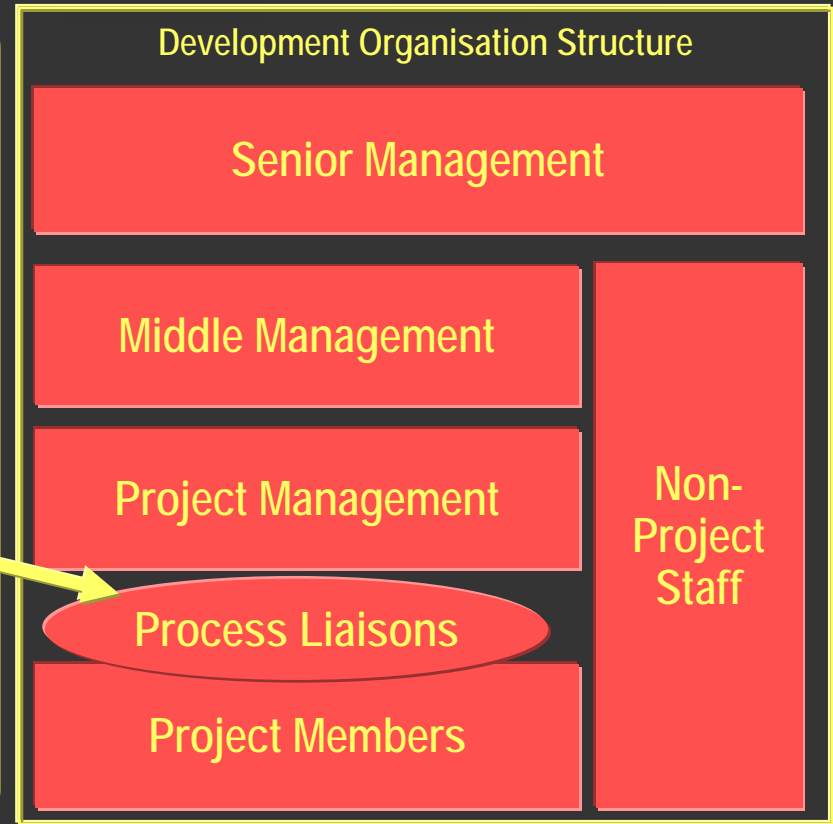 Development Organisation Structure
Senior Management
Middle Management
Project Management
Non-
Project
Staff
Process Liaisons
Project Members